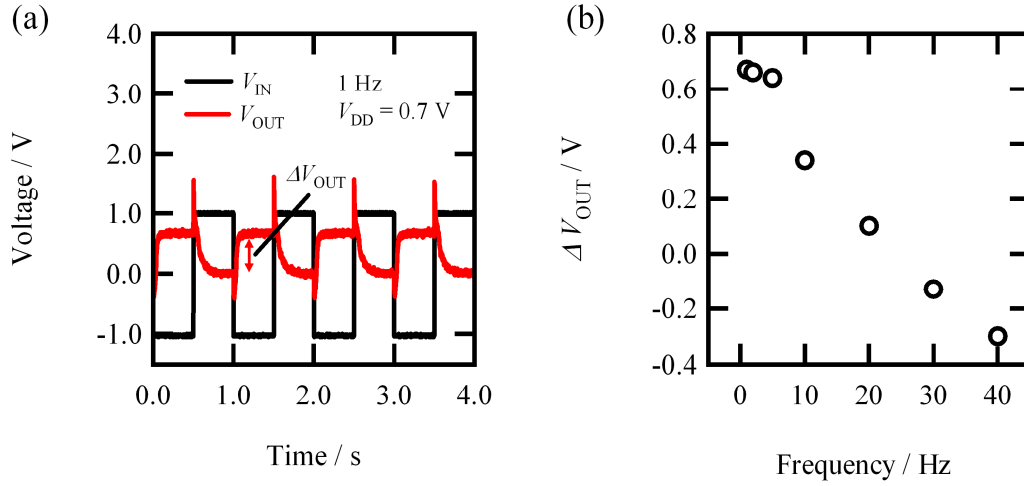 (a)
4.0
3.0
2.0
1.0
0.0
-1.0
Voltage / V
V_IN
V_OUT
1 Hz
V_DD = 0.7 V
ΔV_OUT
0.0 1.0 2.0 3.0 4.0
Time / s
(b)
0.8
0.6
0.4
0.2
0.0
-0.2
-0.4
Δ V_OUT / V
0 10 20 30 40
Frequency / Hz